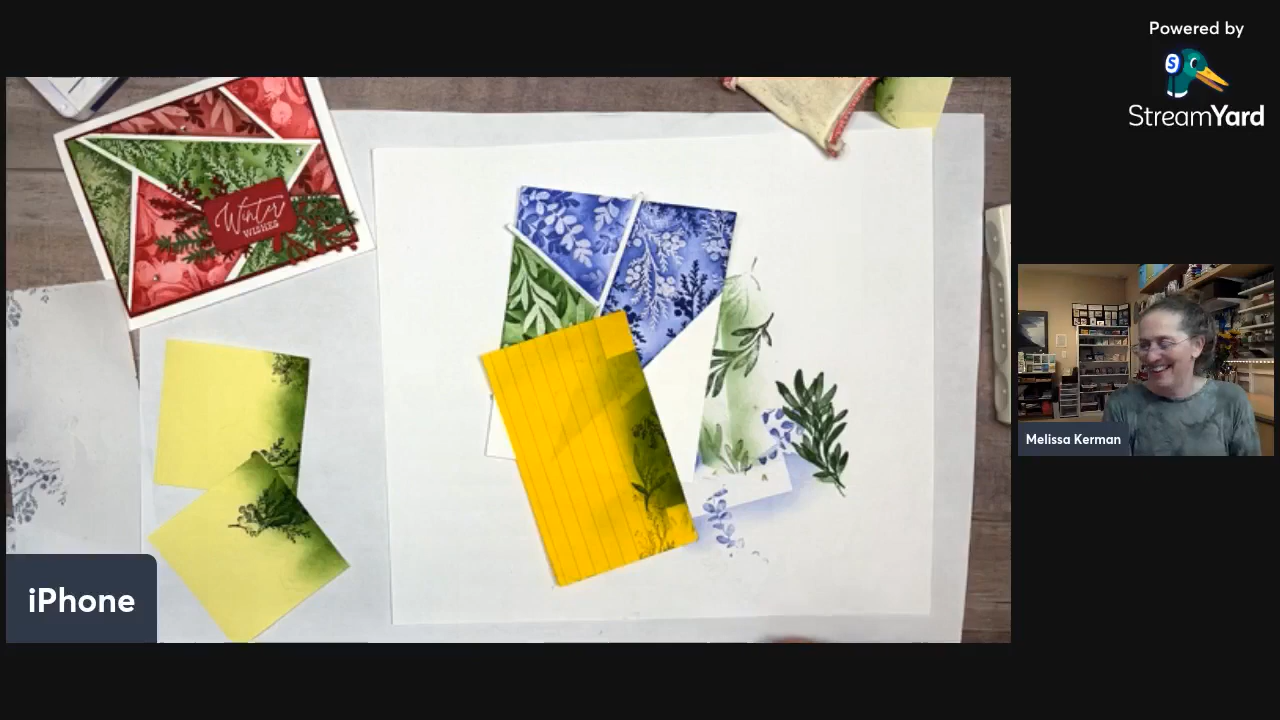 Powered by
S
StreamYard
Winter
WISHES
Melissa Kerman
iPhone